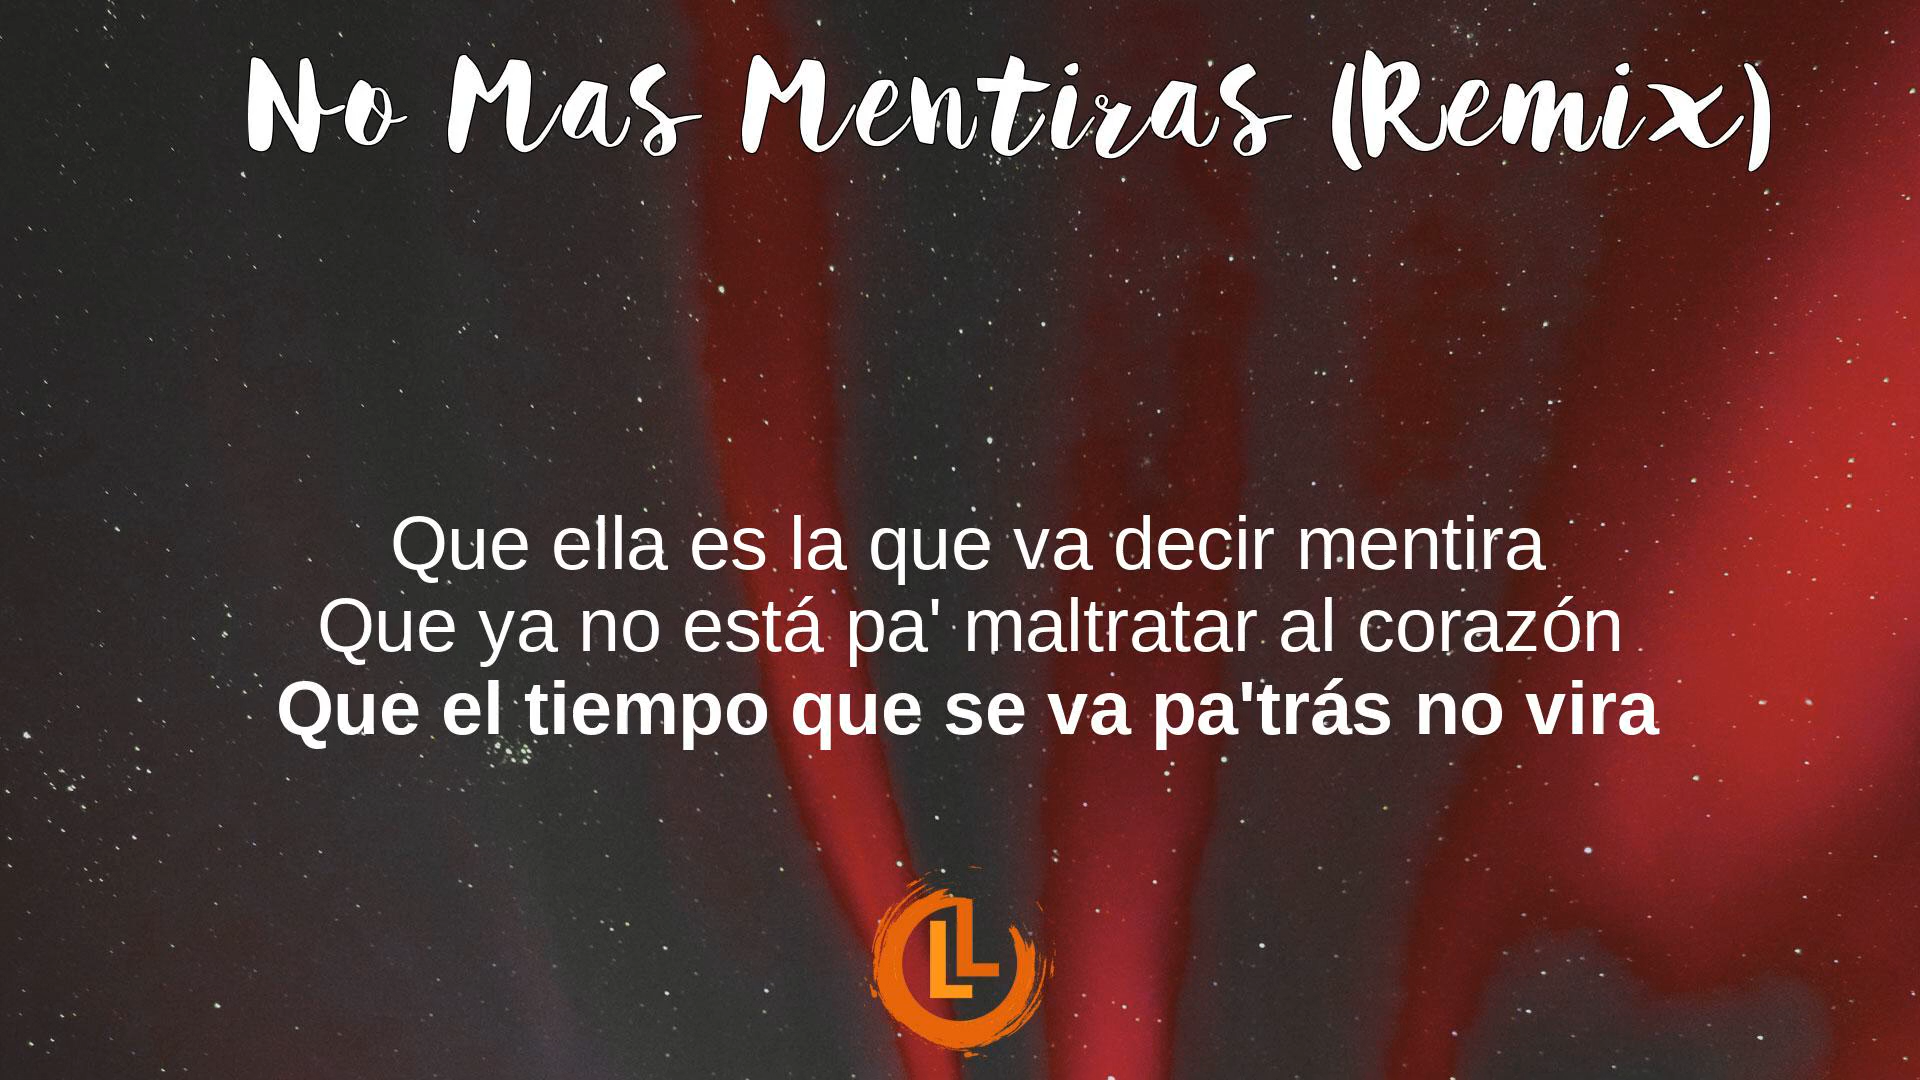 No Mas Mentiras (Remix)
Que ella es la que va decir mentira
Que ya no está pa' maltratar al corazón
Que el tiempo que se va pa'trás no vira
LL